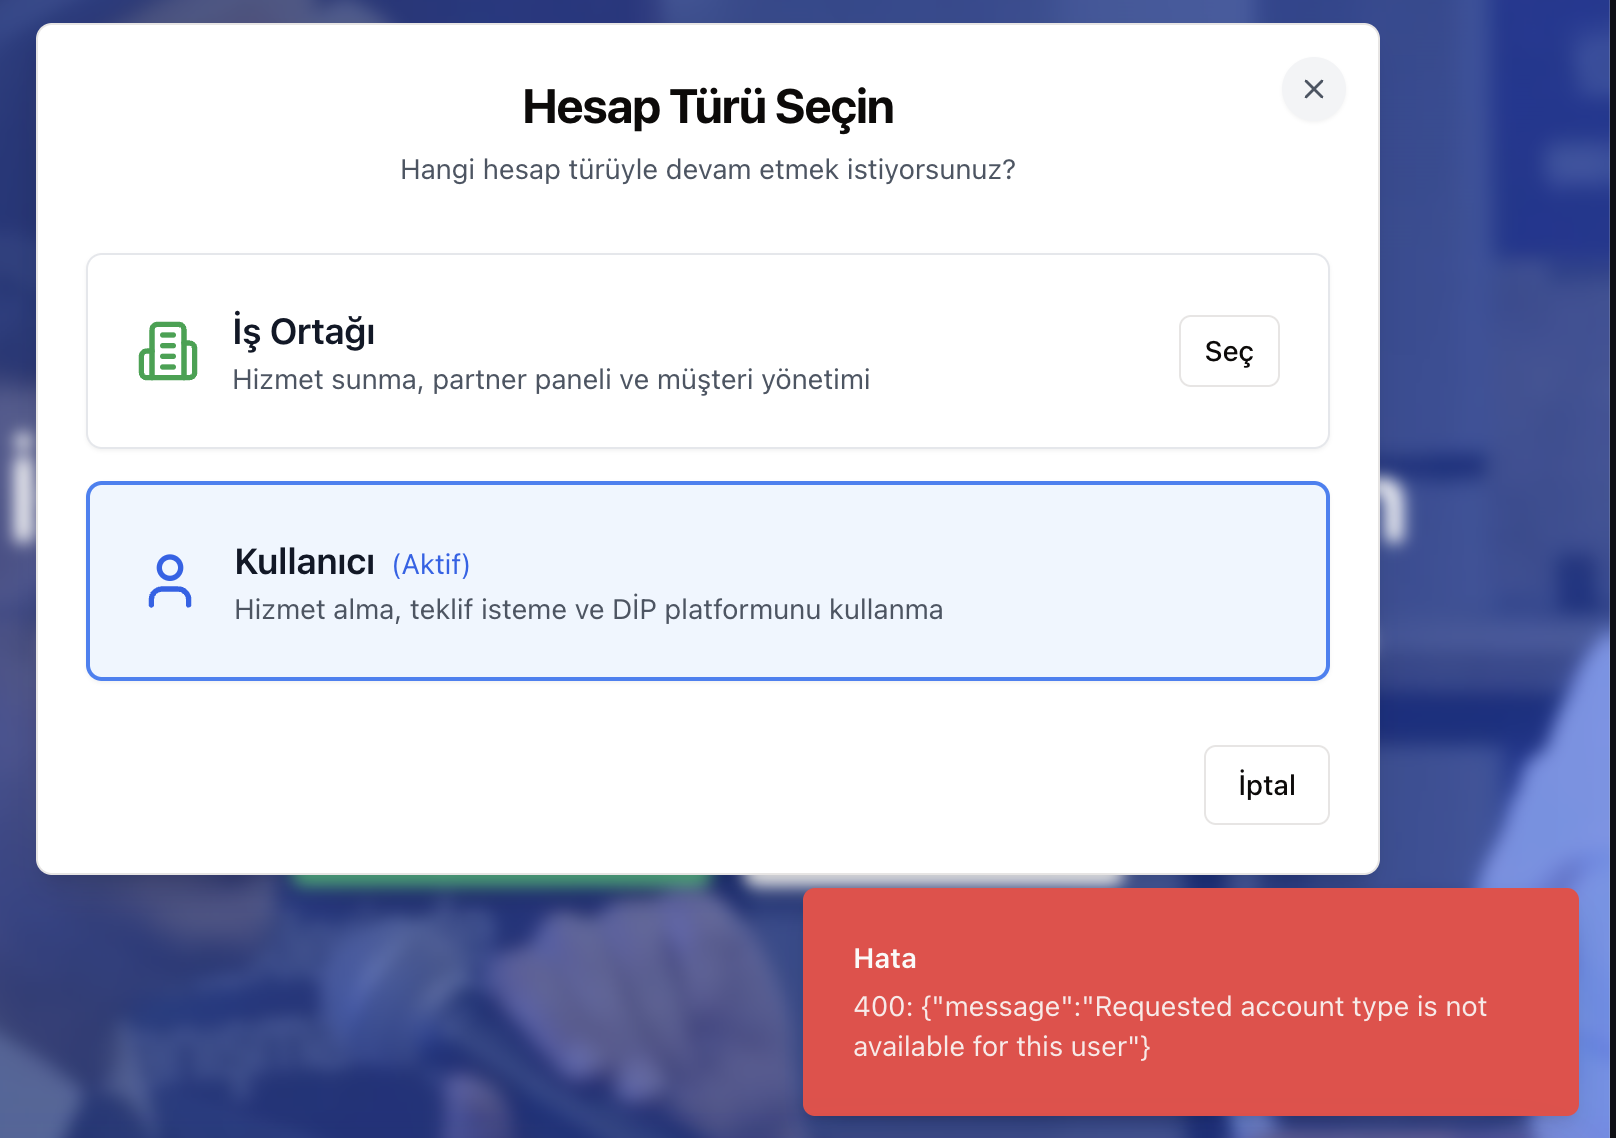 Hesap Türü Seçin
Hangi hesap türüyle devam etmek istiyorsunuz?
İş Ortağı
Hizmet sunma, partner paneli ve müşteri yönetimi
Seç
Kullanıcı (Aktif)
Hizmet alma, teklif isteme ve DİP platformunu kullanma
İptal
Hata
400: {"message":"Requested account type is not
available for this user"}